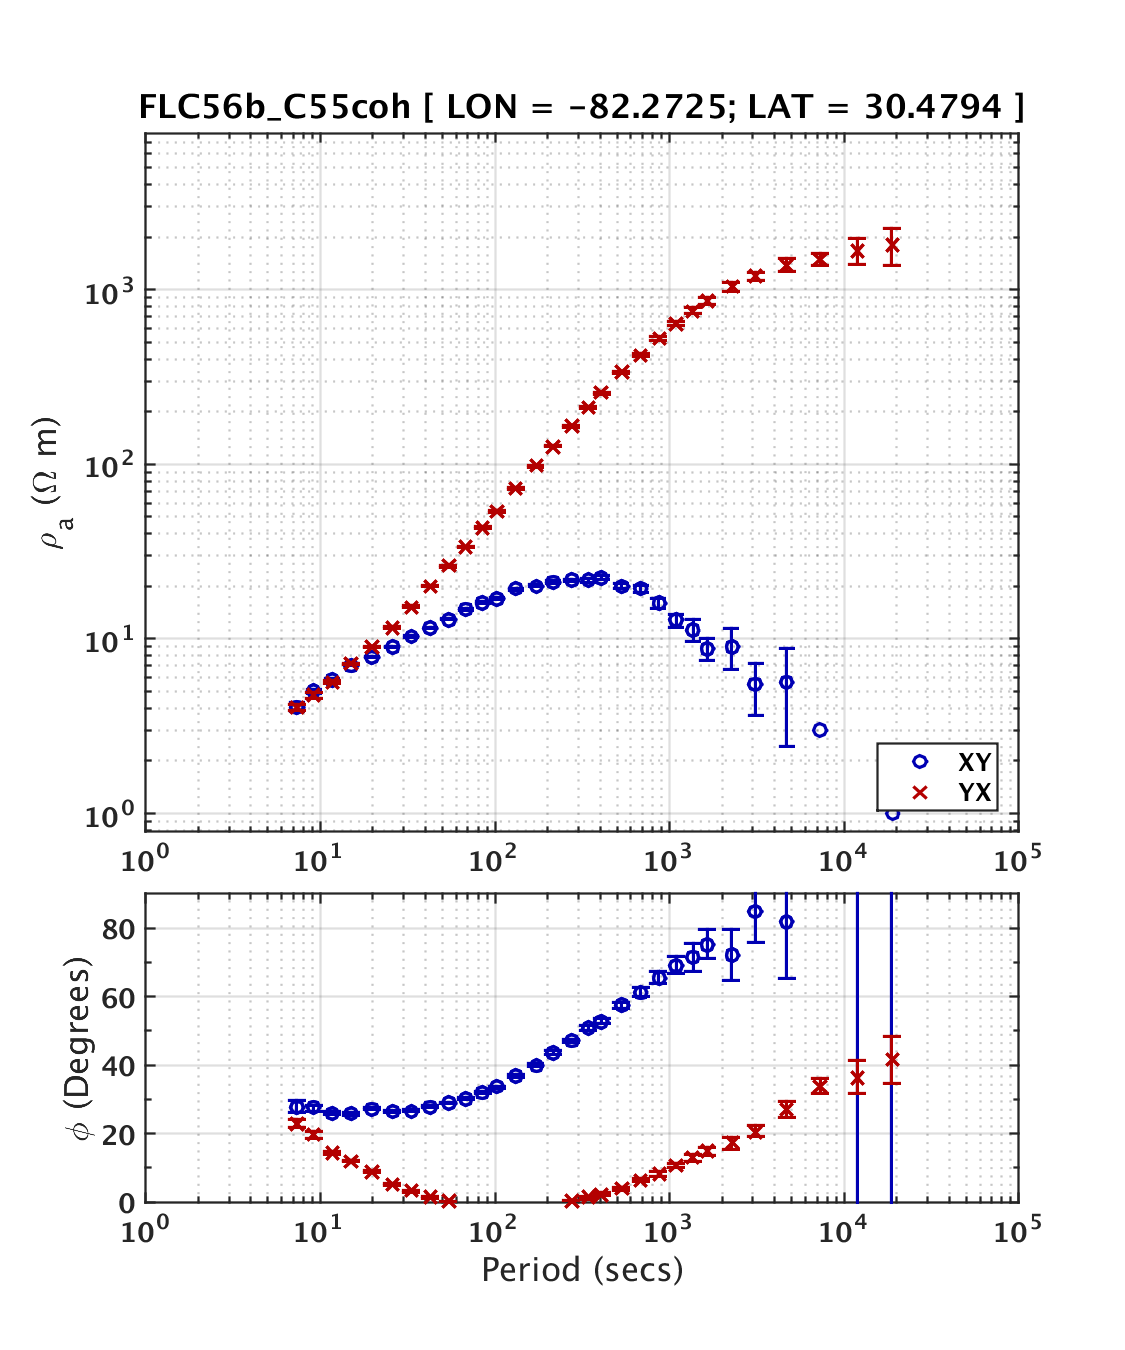 FLC56b_C55coh [ LON = −82.2725; LAT = 30.4794 ]
ρa (Ω m)
10^3
10^2
10^1
10^0
XY
YX
10^0 10^1 10^2 10^3 10^4 10^5
φ (Degrees)
80
60
40
20
0
10^0 10^1 10^2 10^3 10^4 10^5
Period (secs)